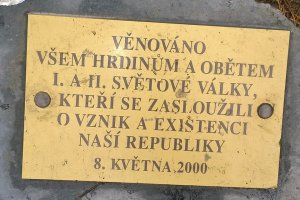 VĚNOVÁNO
VŠEM HRDINŮM A OBĚTEM
I. A II. SVĚTOVÉ VÁLKY,
KTEŘÍ SE ZASLOUŽILI
O VZNIK A EXISTENCI
NAŠÍ REPUBLIKY
8. KVĚTNA 2000